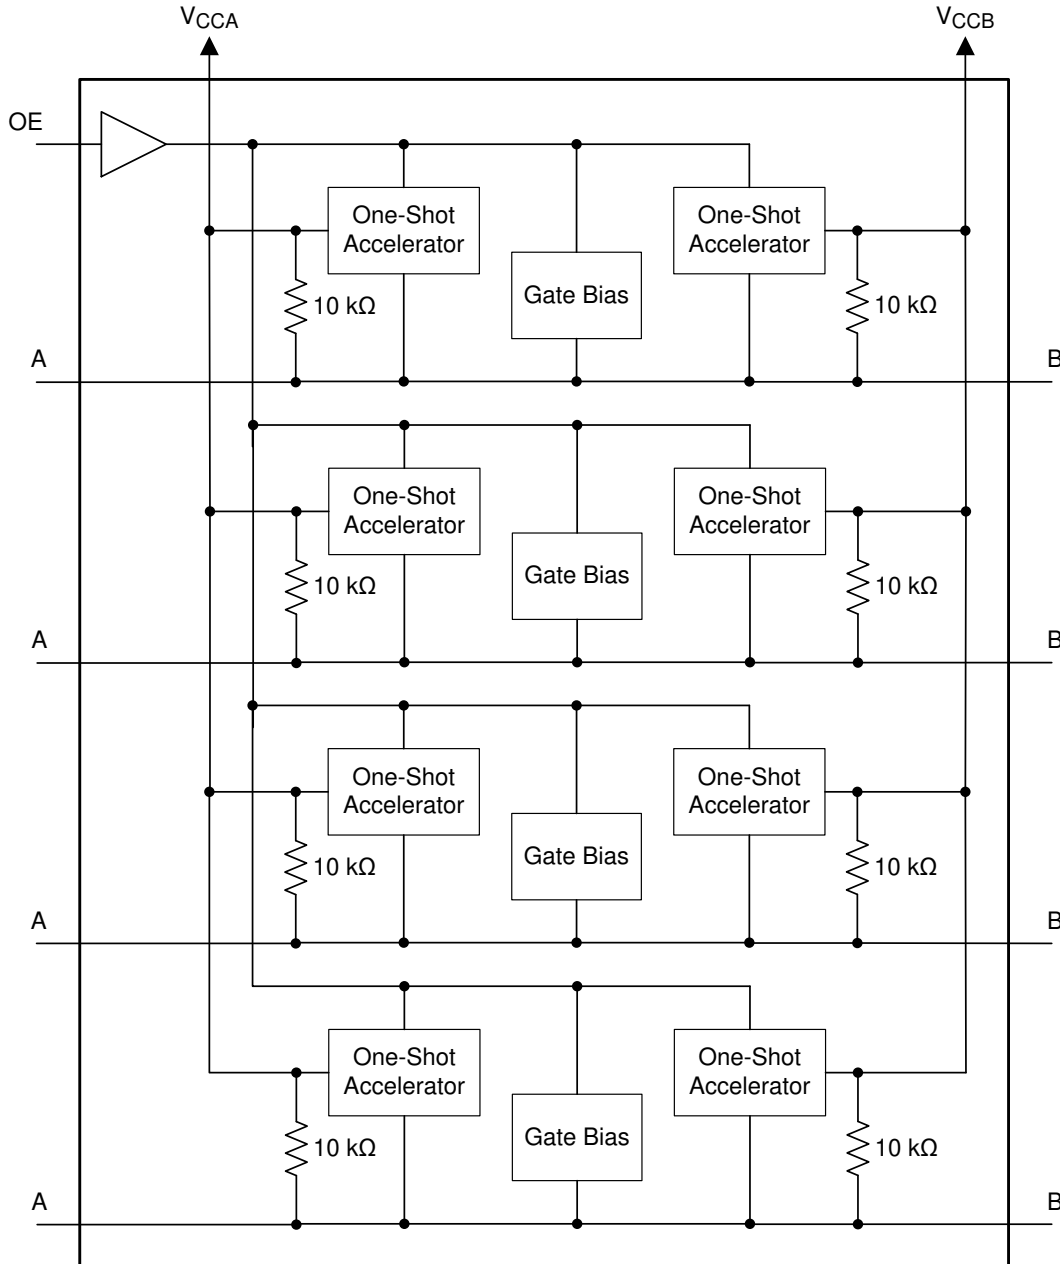 VCCA
VCCB
OE
One-Shot
Accelerator
One-Shot
Accelerator
Gate Bias
10 kΩ
10 kΩ
A
B
One-Shot
Accelerator
One-Shot
Accelerator
Gate Bias
10 kΩ
10 kΩ
A
B
One-Shot
Accelerator
One-Shot
Accelerator
Gate Bias
10 kΩ
10 kΩ
A
B
One-Shot
Accelerator
One-Shot
Accelerator
Gate Bias
10 kΩ
10 kΩ
A
B